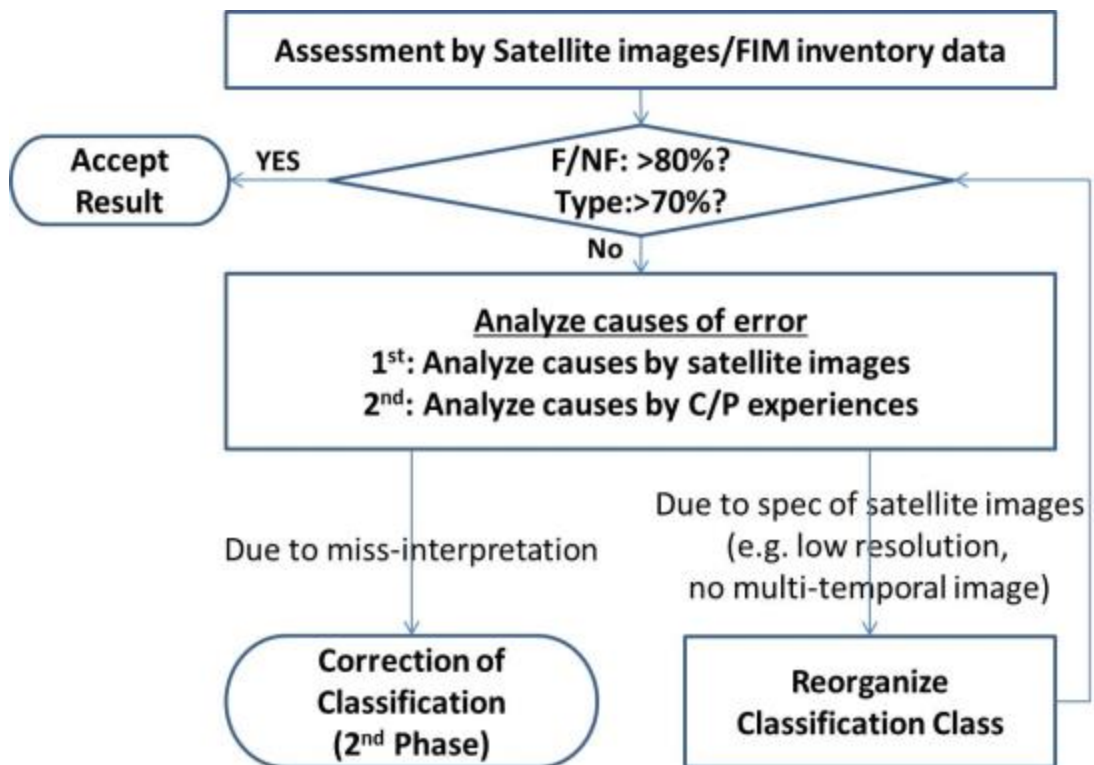 Assessment by Satellite images/FIM inventory data
Accept
Result
YES
F/NF: >80%?
Type:>70%?
No
Analyze causes of error
1st: Analyze causes by satellite images
2nd: Analyze causes by C/P experiences
Due to miss-interpretation
Due to spec of satellite images
(e.g. low resolution,
no multi-temporal image)
Correction of
Classification
(2nd Phase)
Reorganize
Classification Class